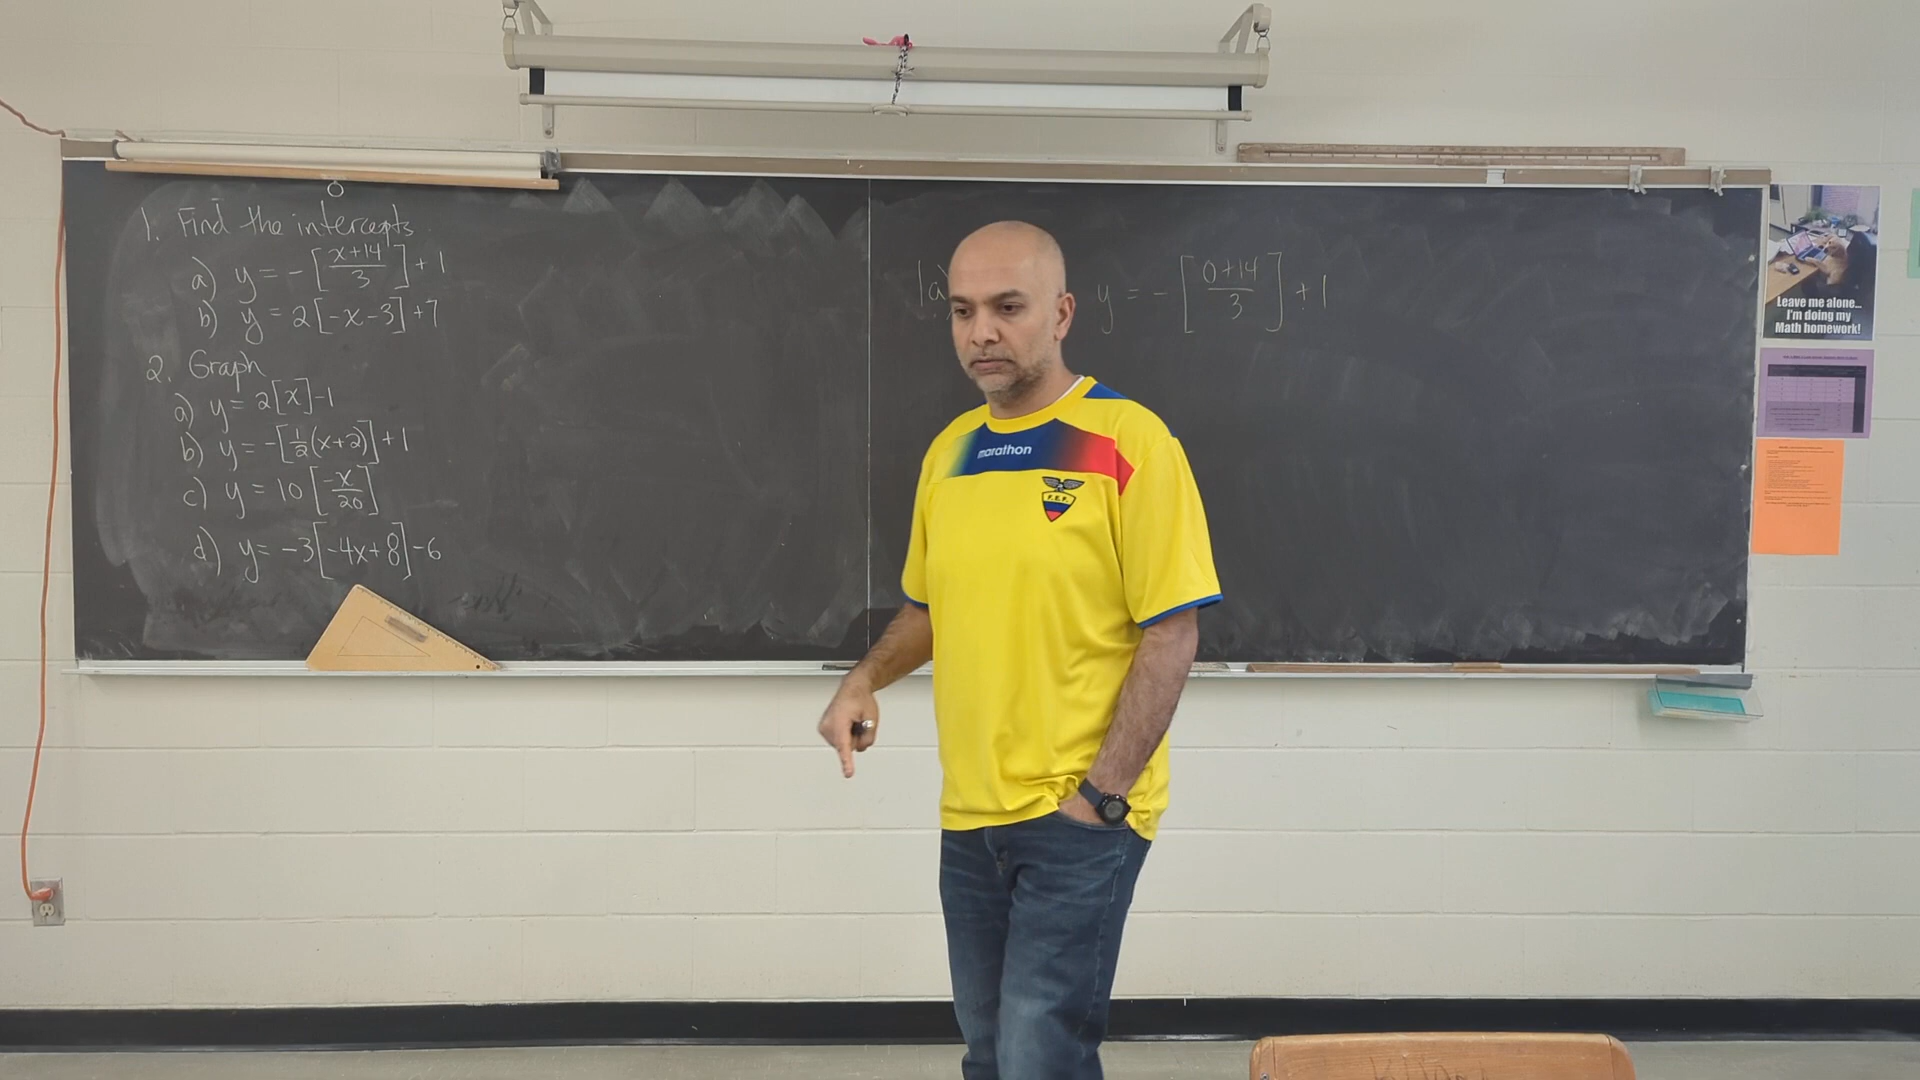 1. Find the intercepts
a) y = -[(x+14)/3] + 1
b) y = 2[-x-3]+7
2. Graph
a) y = 2[x]-1
b) y = -[1/2(x+2)]+1
c) y = 10[-x/20]
d) y = -3[-4x+8]-6
1a) y = -[(0+14)/3] + 1
marathon
F.E.F.
Leave me alone...
I'm doing my
Math homework!